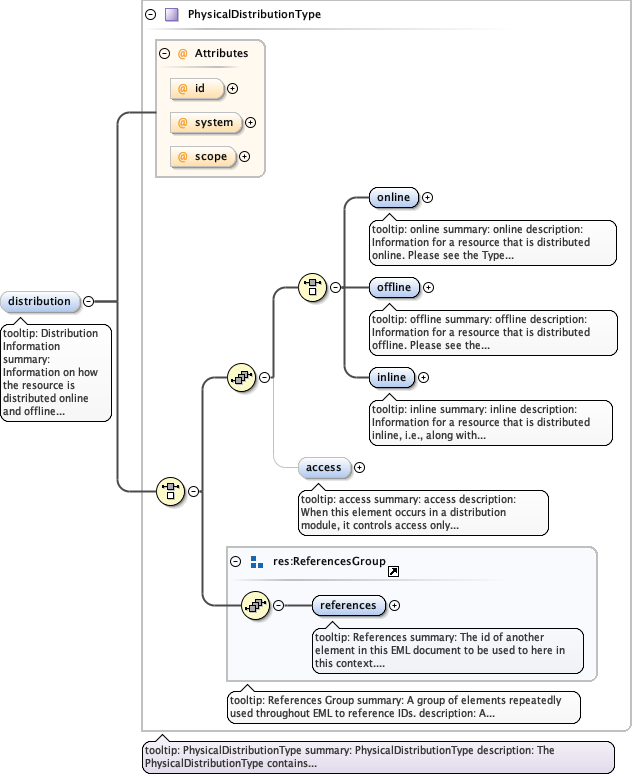 PhysicalDistributionType
@ Attributes
@ id
@ system
@ scope
online
tooltip: online summary: online description:
Information for a resource that is distributed
online. Please see the Type...
offline
tooltip: offline summary: offline description:
Information for a resource that is distributed
offline. Please see the...
distribution
tooltip: Distribution
Information
summary:
Information on how
the resource is
distributed online
and offline...
inline
tooltip: inline summary: inline description:
Information for a resource that is distributed
inline, i.e., along with...
access
tooltip: access summary: access description:
When this element occurs in a distribution
module, it controls access only...
res:ReferencesGroup
references
tooltip: References summary: The id of another
element in this EML document to be used to here in
this context....
tooltip: References Group summary: A group of elements repeatedly
used throughout EML to reference IDs. description: A...
tooltip: PhysicalDistributionType summary: PhysicalDistributionType description: The
PhysicalDistributionType contains...